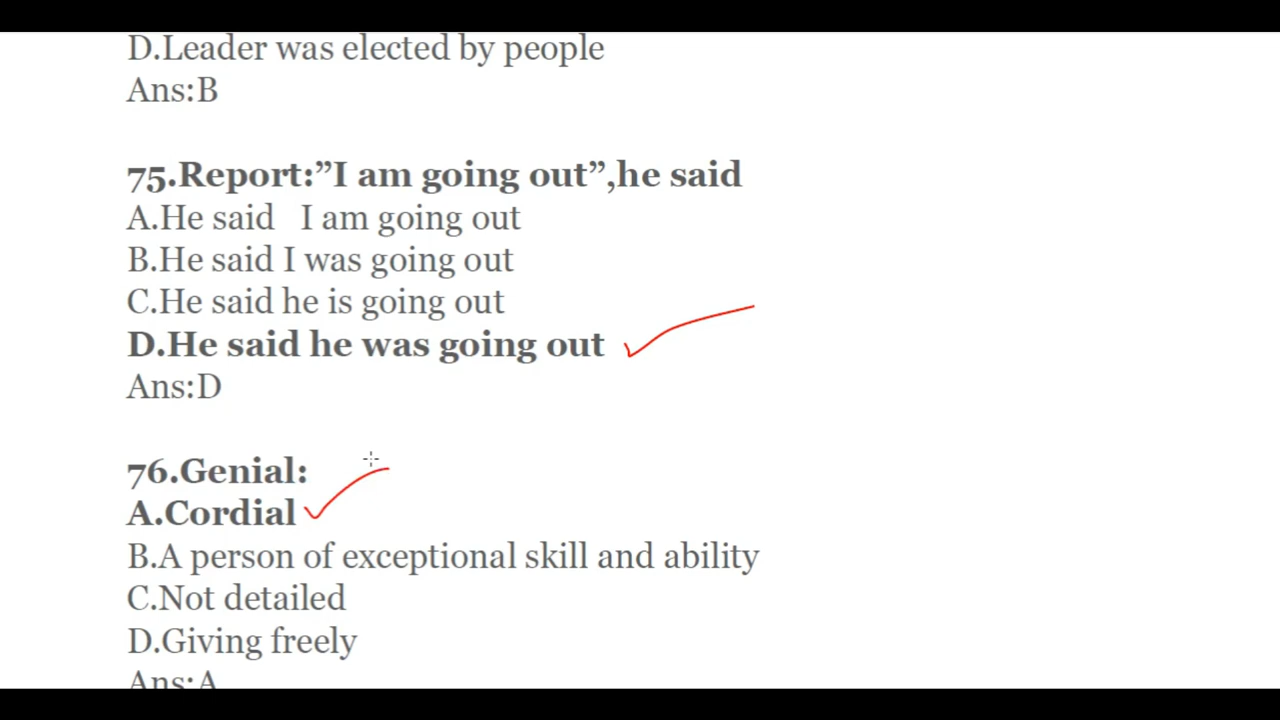 D.Leader was elected by people
Ans:B
75.Report:”I am going out”,he said
A.He said   I am going out
B.He said I was going out
C.He said he is going out
D.He said he was going out
Ans:D
76.Genial:
A.Cordial
B.A person of exceptional skill and ability
C.Not detailed
D.Giving freely
Ans:A